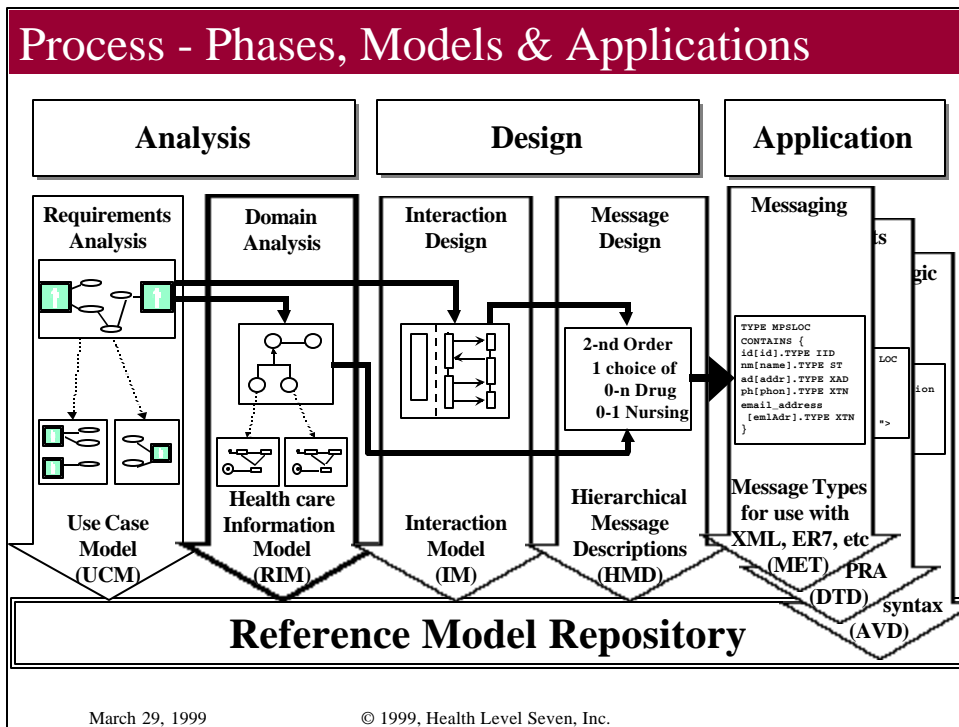 Process - Phases, Models & Applications
Analysis
Design
Application
Requirements
Analysis
Domain
Analysis
Interaction
Design
Message
Design
Messaging
ts
gic
2-nd Order
1 choice of
0-n Drug
0-1 Nursing
TYPE MPSLOC
CONTAINS {
id[id].TYPE IID
nm[name].TYPE ST
ad[addr].TYPE XAD
ph[phon].TYPE XTN
email_address
[emlAdr].TYPE XTN
}
LOC
">
ion
Use Case
Model
(UCM)
Health care
Information
Model
(RIM)
Interaction
Model
(IM)
Hierarchical
Message
Descriptions
(HMD)
Message Types
for use with
XML, ER7, etc
(MET)
PRA
(DTD)
syntax
(AVD)
Reference Model Repository
March 29, 1999
© 1999, Health Level Seven, Inc.